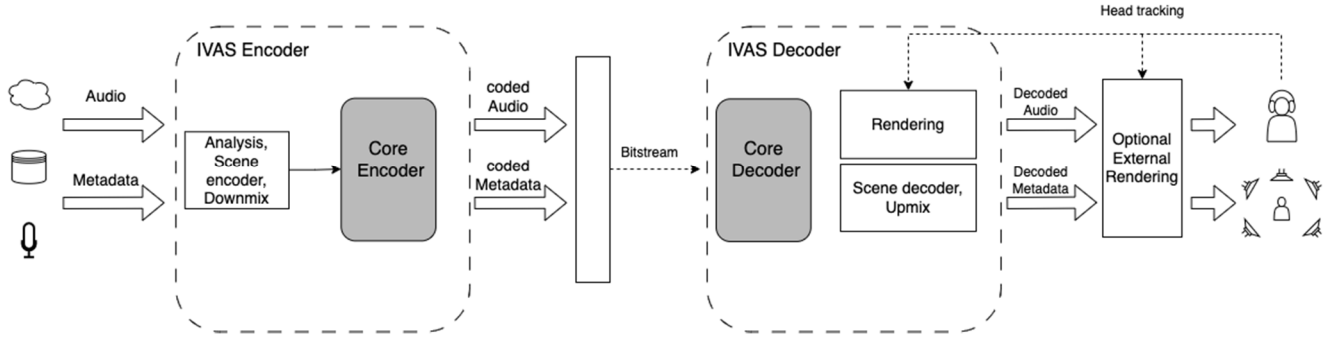 Head tracking
IVAS Encoder
IVAS Decoder
Audio
Metadata
Analysis,
Scene
encoder,
Downmix
Core
Encoder
coded
Audio
coded
Metadata
Bitstream
Core
Decoder
Rendering
Scene decoder,
Upmix
Decoded
Audio
Decoded
Metadata
Optional
External
Rendering